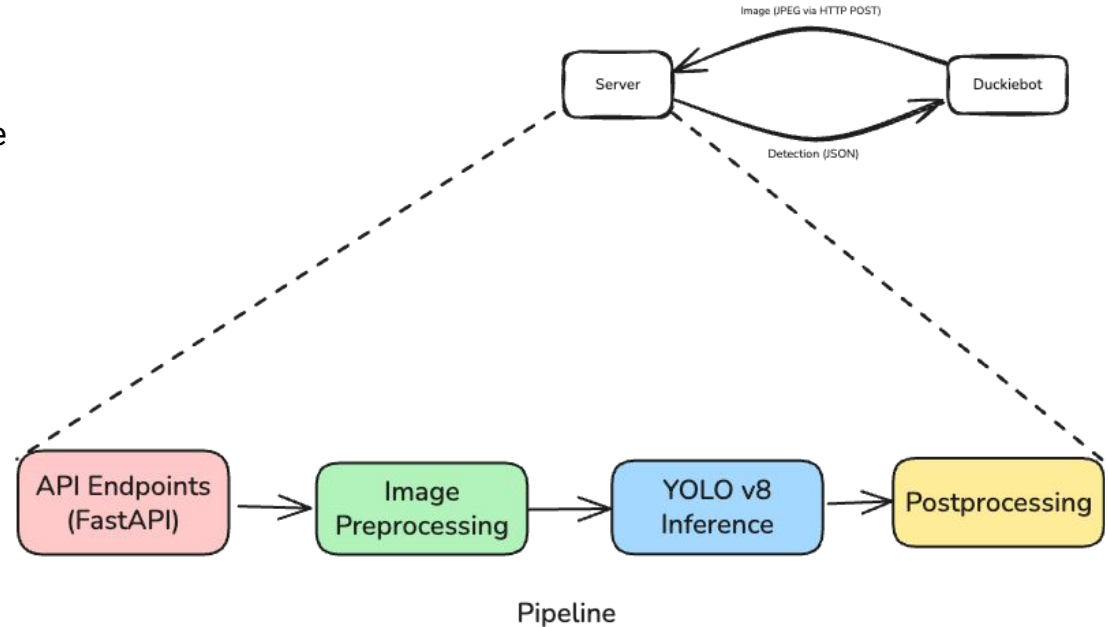 Image (JPEG via HTTP POST)
Server
Duckiebot
e
Detection (JSON)
API Endpoints
(FastAPI)
Image
Preprocessing
YOLO v8
Inference
Postprocessing
Pipeline